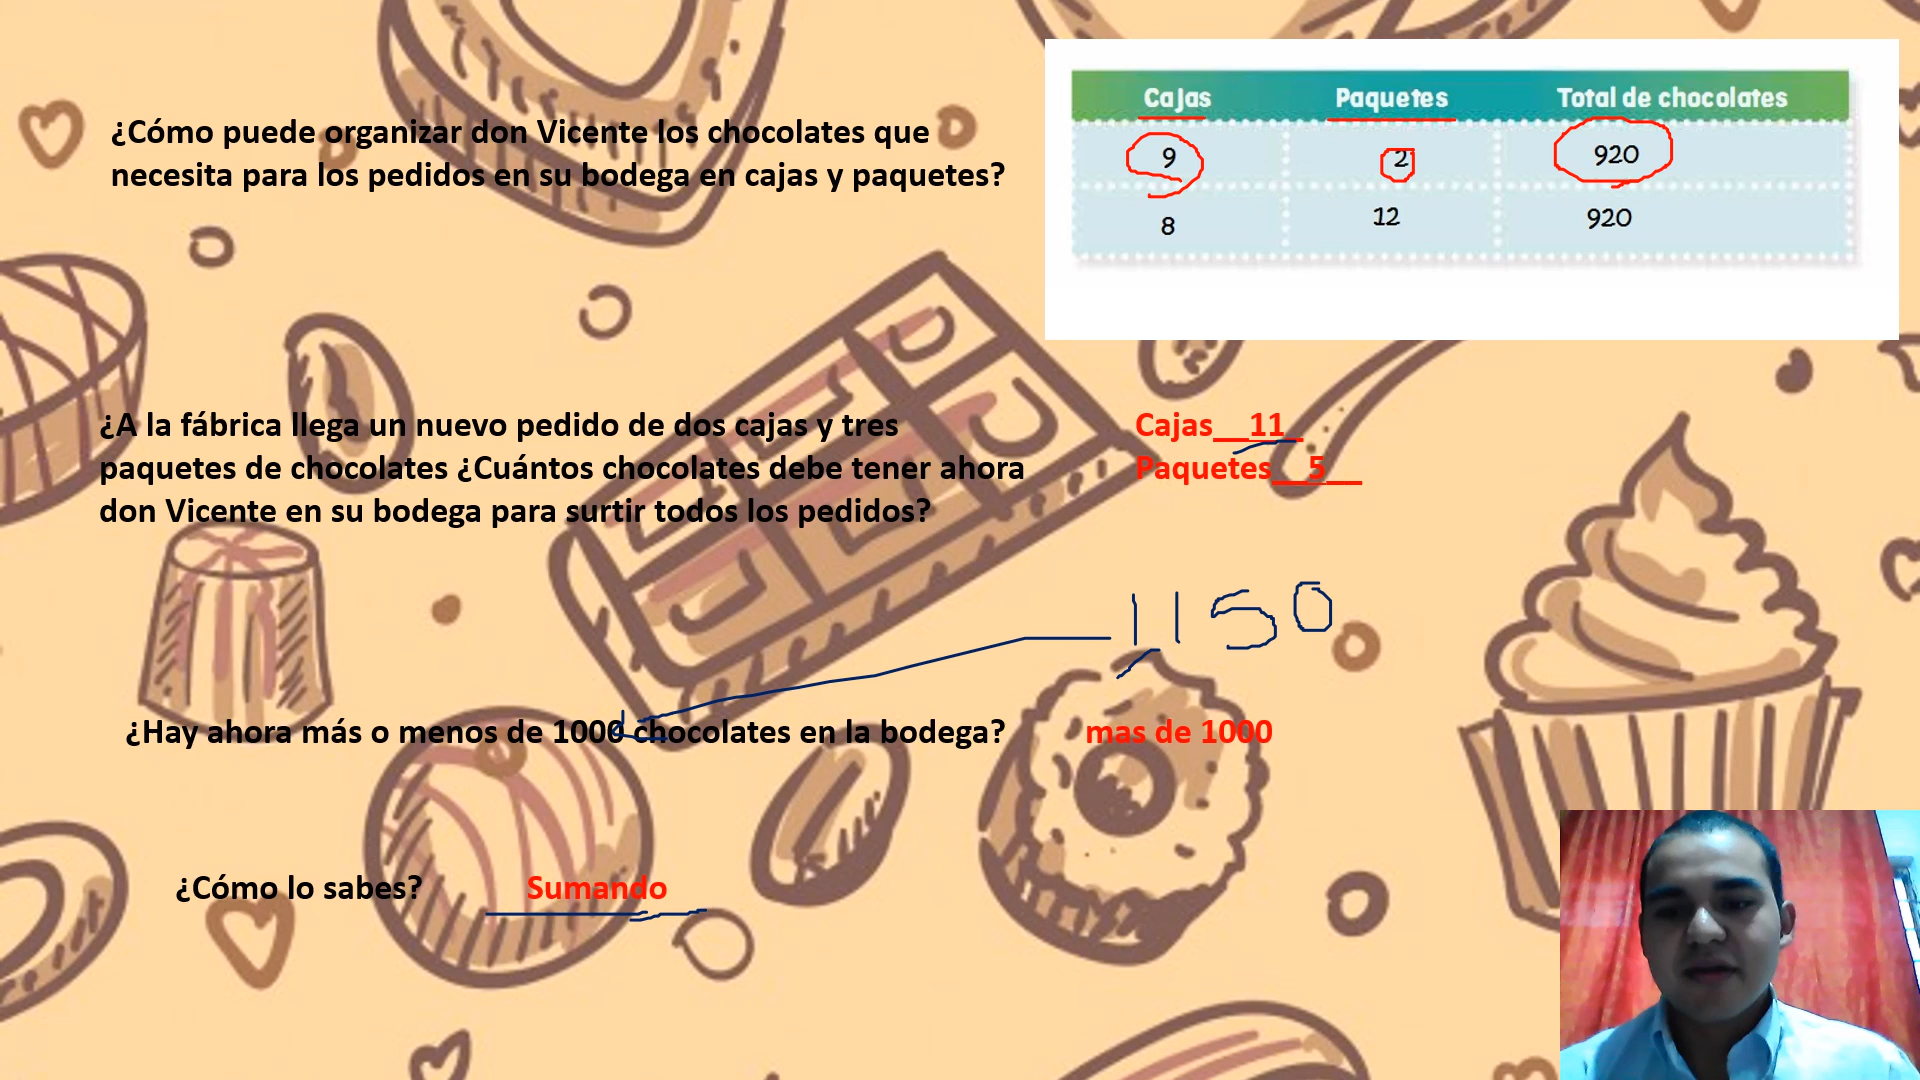 ¿Cómo puede organizar don Vicente los chocolates que
necesita para los pedidos en su bodega en cajas y paquetes?
Cajas Paquetes Total de chocolates
9 2 920
8 12 920
¿A la fábrica llega un nuevo pedido de dos cajas y tres
paquetes de chocolates ¿Cuántos chocolates debe tener ahora
don Vicente en su bodega para surtir todos los pedidos?
Cajas__11_
Paquetes__5__
1150
¿Hay ahora más o menos de 1000 chocolates en la bodega? mas de 1000
¿Cómo lo sabes? Sumando